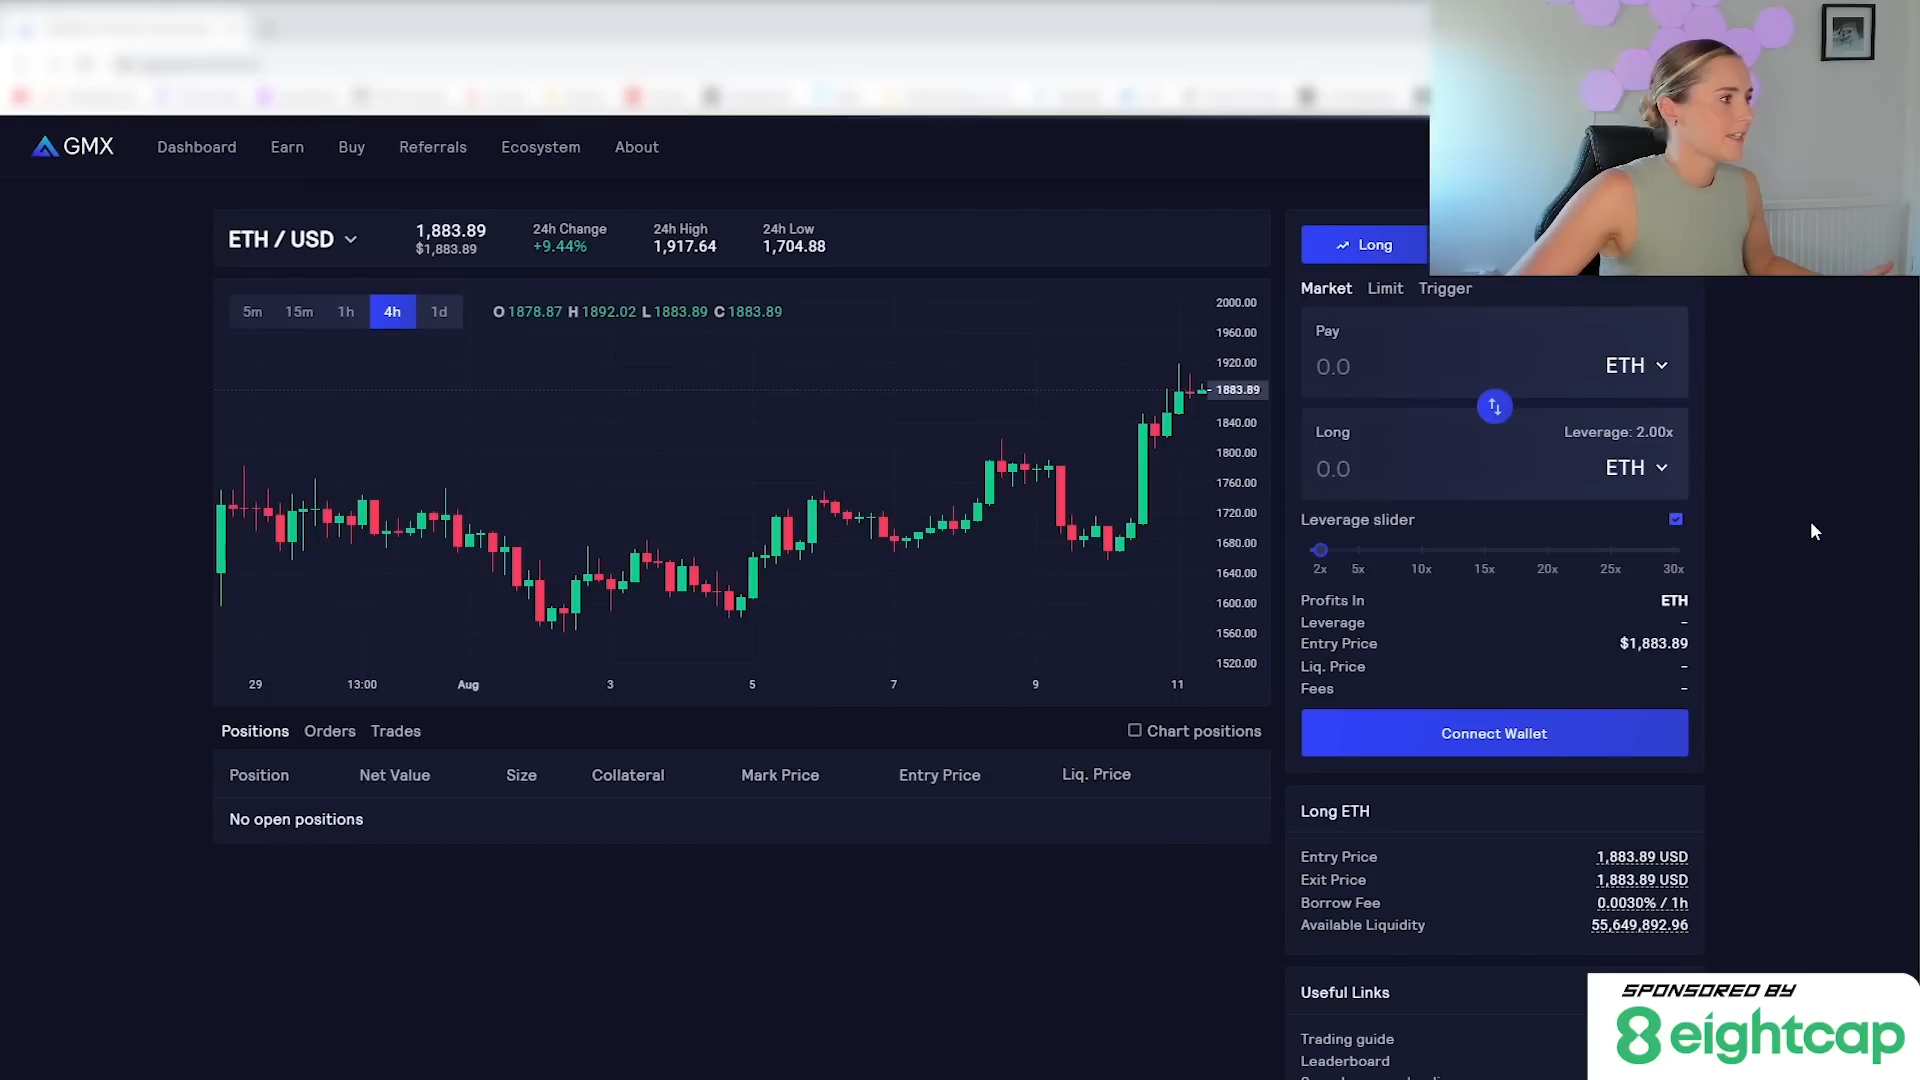 GMX Dashboard Earn Buy Referrals Ecosystem About
ETH / USD 1,883.89 24h Change 24h High 24h Low
$1,883.89 +9.44% 1,917.64 1,704.88
5m 15m 1h 4h 1d O 1878.87 H 1892.02 L 1883.89 C 1883.89
2000.00
1960.00
1920.00
1883.89
1840.00
1800.00
1760.00
1720.00
1680.00
1640.00
1600.00
1560.00
1520.00
29 13:00 Aug 3 5 7 9 11
Positions Orders Trades Chart positions
Position Net Value Size Collateral Mark Price Entry Price Liq. Price
No open positions
Long
Market Limit Trigger
Pay
0.0 ETH
Long Leverage: 2.00x
0.0 ETH
Leverage slider
2x 5x 10x 15x 20x 25x 30x
Profits In ETH
Leverage -
Entry Price $1,883.89
Liq. Price -
Fees -
Connect Wallet
Long ETH
Entry Price 1,883.89 USD
Exit Price 1,883.89 USD
Borrow Fee 0.0030% / 1h
Available Liquidity 55,649,892.96
Useful Links
Trading guide
Leaderboard
SPONSORED BY
8 eightcap